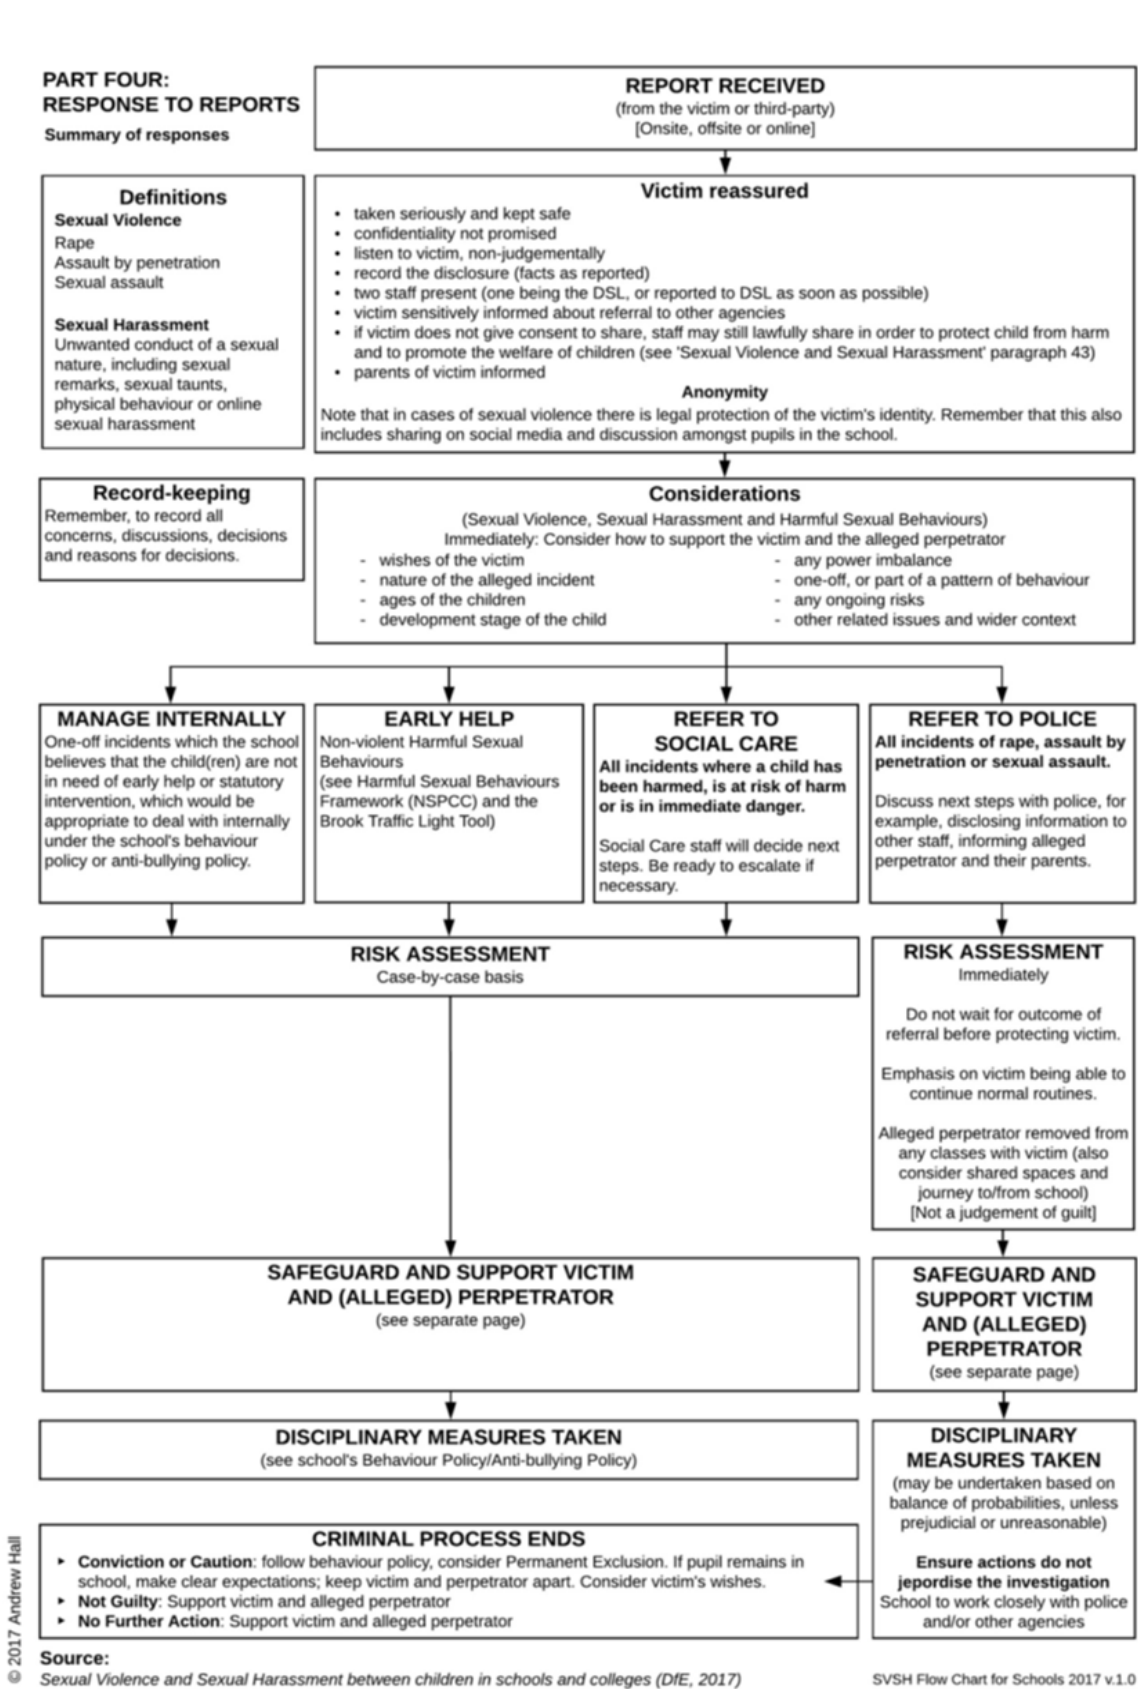 PART FOUR:
RESPONSE TO REPORTS
Summary of responses
REPORT RECEIVED
(from the victim or third-party)
[Onsite, offsite or online]
Definitions
Sexual Violence
Rape
Assault by penetration
Sexual assault
Sexual Harassment
Unwanted conduct of a sexual
nature, including sexual
remarks, sexual taunts,
physical behaviour or online
sexual harassment
Victim reassured
• taken seriously and kept safe
• confidentiality not promised
• listen to victim, non-judgementally
• record the disclosure (facts as reported)
• two staff present (one being the DSL, or reported to DSL as soon as possible)
• victim sensitively informed about referral to other agencies
• if victim does not give consent to share, staff may still lawfully share in order to protect child from harm
and to promote the welfare of children (see 'Sexual Violence and Sexual Harassment' paragraph 43)
• parents of victim informed
Anonymity
Note that in cases of sexual violence there is legal protection of the victim's identity. Remember that this also
includes sharing on social media and discussion amongst pupils in the school.
Record-keeping
Remember, to record all
concerns, discussions, decisions
and reasons for decisions.
Considerations
(Sexual Violence, Sexual Harassment and Harmful Sexual Behaviours)
Immediately: Consider how to support the victim and the alleged perpetrator
- wishes of the victim
- nature of the alleged incident
- ages of the children
- development stage of the child
- any power imbalance
- one-off, or part of a pattern of behaviour
- any ongoing risks
- other related issues and wider context
MANAGE INTERNALLY
One-off incidents which the school
believes that the child(ren) are not
in need of early help or statutory
intervention, which would be
appropriate to deal with internally
under the school's behaviour
policy or anti-bullying policy.
EARLY HELP
Non-violent Harmful Sexual
Behaviours
(see Harmful Sexual Behaviours
Framework (NSPCC) and the
Brook Traffic Light Tool)
REFER TO
SOCIAL CARE
All incidents where a child has
been harmed, is at risk of harm
or is in immediate danger.
Social Care staff will decide next
steps. Be ready to escalate if
necessary.
REFER TO POLICE
All incidents of rape, assault by
penetration or sexual assault.
Discuss next steps with police, for
example, disclosing information to
other staff, informing alleged
perpetrator and their parents.
RISK ASSESSMENT
Case-by-case basis
RISK ASSESSMENT
Immediately
Do not wait for outcome of
referral before protecting victim.
Emphasis on victim being able to
continue normal routines.
Alleged perpetrator removed from
any classes with victim (also
consider shared spaces and
journey to/from school)
[Not a judgement of guilt]
SAFEGUARD AND SUPPORT VICTIM
AND (ALLEGED) PERPETRATOR
(see separate page)
SAFEGUARD AND
SUPPORT VICTIM
AND (ALLEGED)
PERPETRATOR
(see separate page)
DISCIPLINARY MEASURES TAKEN
(see school's Behaviour Policy/Anti-bullying Policy)
DISCIPLINARY
MEASURES TAKEN
(may be undertaken based on
balance of probabilities, unless
prejudicial or unreasonable)
Ensure actions do not
jepordise the investigation
School to work closely with police
and/or other agencies
CRIMINAL PROCESS ENDS
‣ Conviction or Caution: follow behaviour policy, consider Permanent Exclusion. If pupil remains in
school, make clear expectations; keep victim and perpetrator apart. Consider victim's wishes.
‣ Not Guilty: Support victim and alleged perpetrator
‣ No Further Action: Support victim and alleged perpetrator
© 2017 Andrew Hall
Source:
Sexual Violence and Sexual Harassment between children in schools and colleges (DfE, 2017)
SVSH Flow Chart for Schools 2017 v.1.0